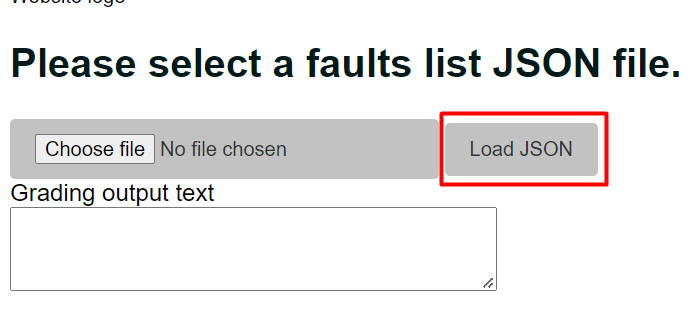 Website logo
Please select a faults list JSON file.
Choose file No file chosen Load JSON
Grading output text